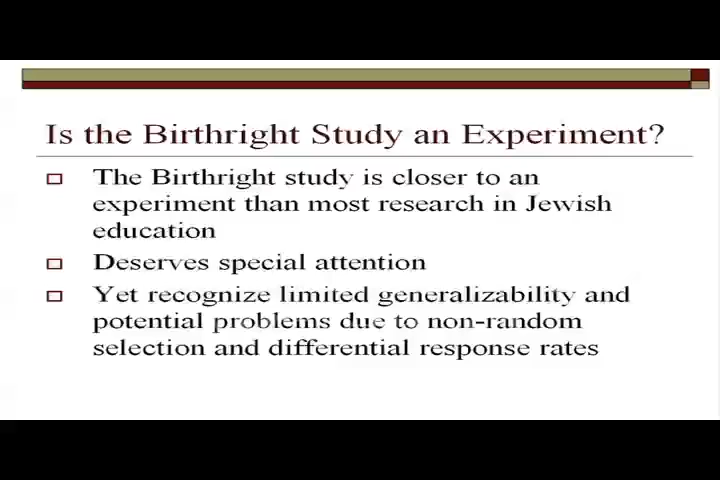 Is the Birthright Study an Experiment?
The Birthright study is closer to an
experiment than most research in Jewish
education
Deserves special attention
Yet recognize limited generalizability and
potential problems due to non-random
selection and differential response rates